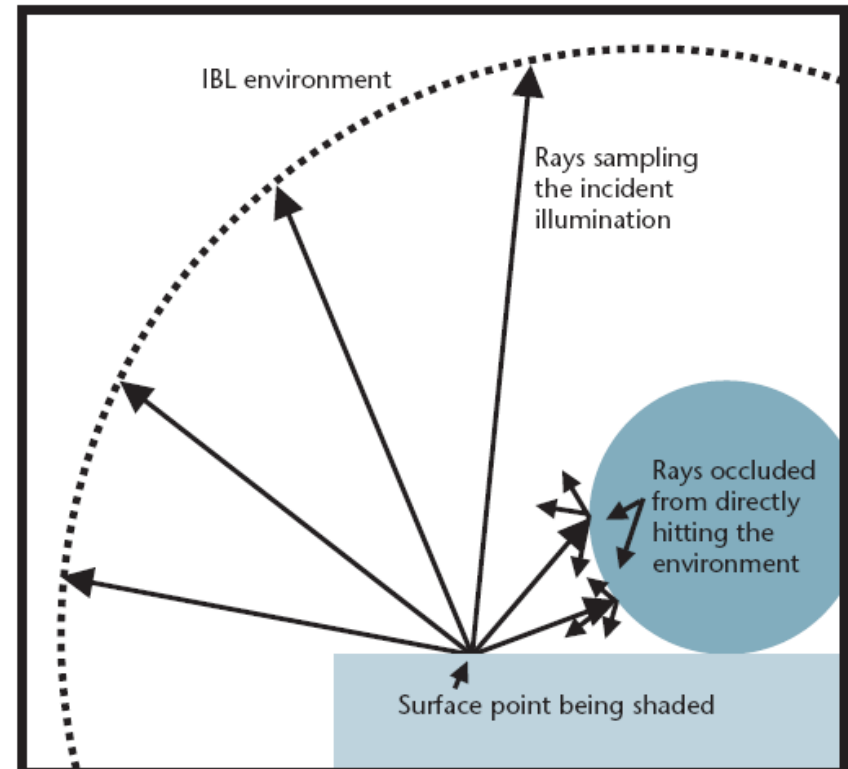 IBL environment
Rays sampling
the incident
illumination
Rays occluded
from directly
hitting the
environment
Surface point being shaded